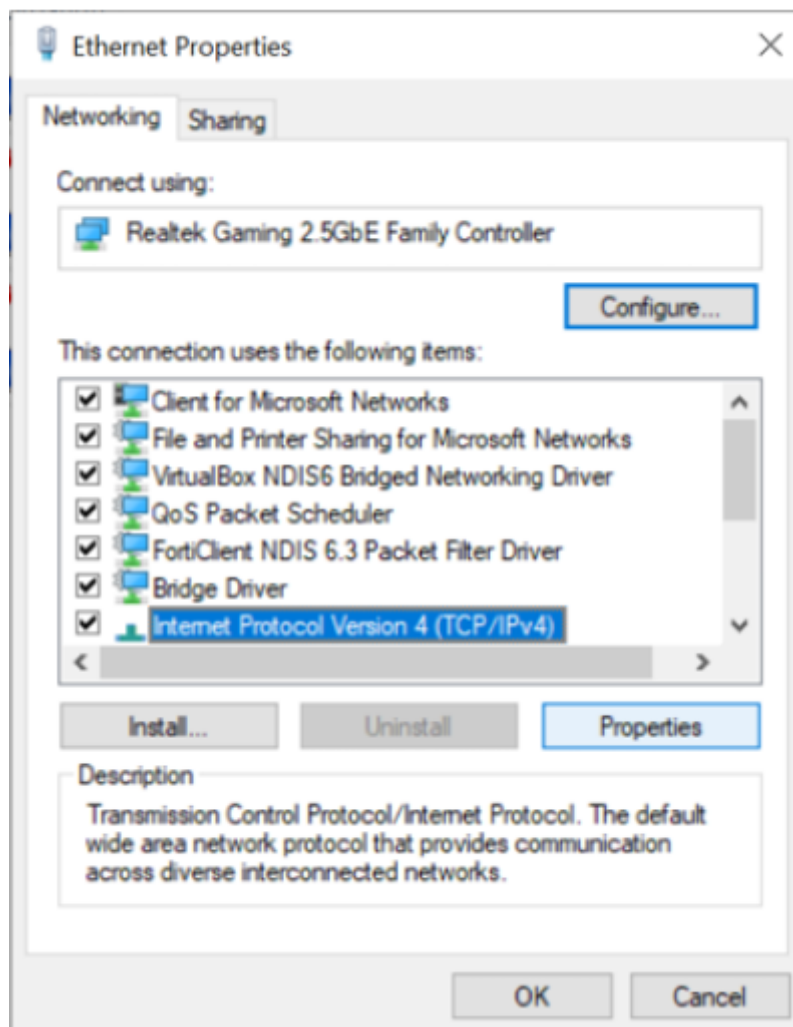 Ethernet Properties
Networking
Sharing
Connect using:
Realtek Gaming 2.5GbE Family Controller
Configure...
This connection uses the following items:
Client for Microsoft Networks
File and Printer Sharing for Microsoft Networks
VirtualBox NDIS6 Bridged Networking Driver
QoS Packet Scheduler
FortiClient NDIS 6.3 Packet Filter Driver
Bridge Driver
Internet Protocol Version 4 (TCP/IPv4)
Install...
Uninstall
Properties
Description
Transmission Control Protocol/Internet Protocol. The default
wide area network protocol that provides communication
across diverse interconnected networks.
OK
Cancel